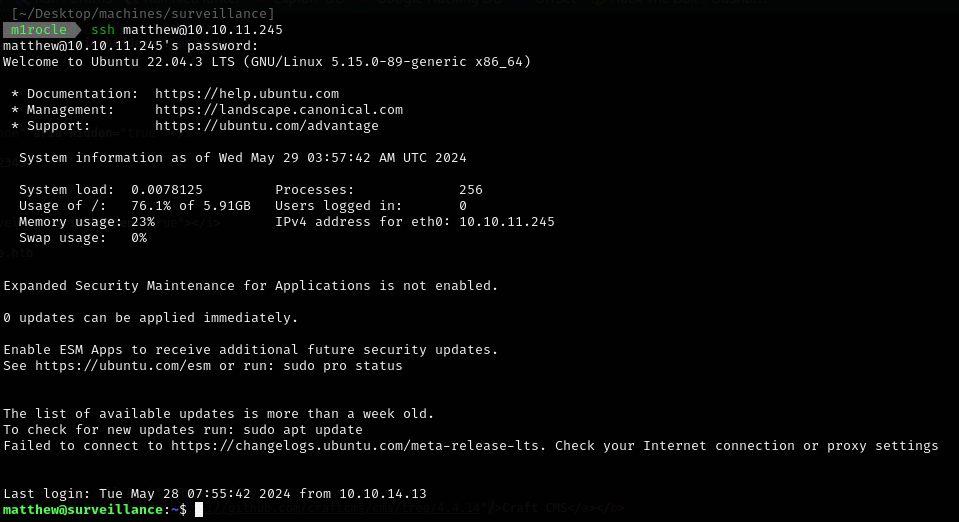 [~/Desktop/machines/surveillance]
m1rocle ssh matthew@10.10.11.245
matthew@10.10.11.245's password:
Welcome to Ubuntu 22.04.3 LTS (GNU/Linux 5.15.0-89-generic x86_64)
* Documentation:  https://help.ubuntu.com
* Management:     https://landscape.canonical.com
* Support:        https://ubuntu.com/advantage
System information as of Wed May 29 03:57:42 AM UTC 2024
System load:  0.0078125         Processes:             256
Usage of /:   76.1% of 5.91GB   Users logged in:       0
Memory usage: 23%               IPv4 address for eth0: 10.10.11.245
Swap usage:   0%
Expanded Security Maintenance for Applications is not enabled.
0 updates can be applied immediately.
Enable ESM Apps to receive additional future security updates.
See https://ubuntu.com/esm or run: sudo pro status
The list of available updates is more than a week old.
To check for new updates run: sudo apt update
Failed to connect to https://changelogs.ubuntu.com/meta-release-lts. Check your Internet connection or proxy settings
Last login: Tue May 28 07:55:42 2024 from 10.10.14.13
matthew@surveillance:~$